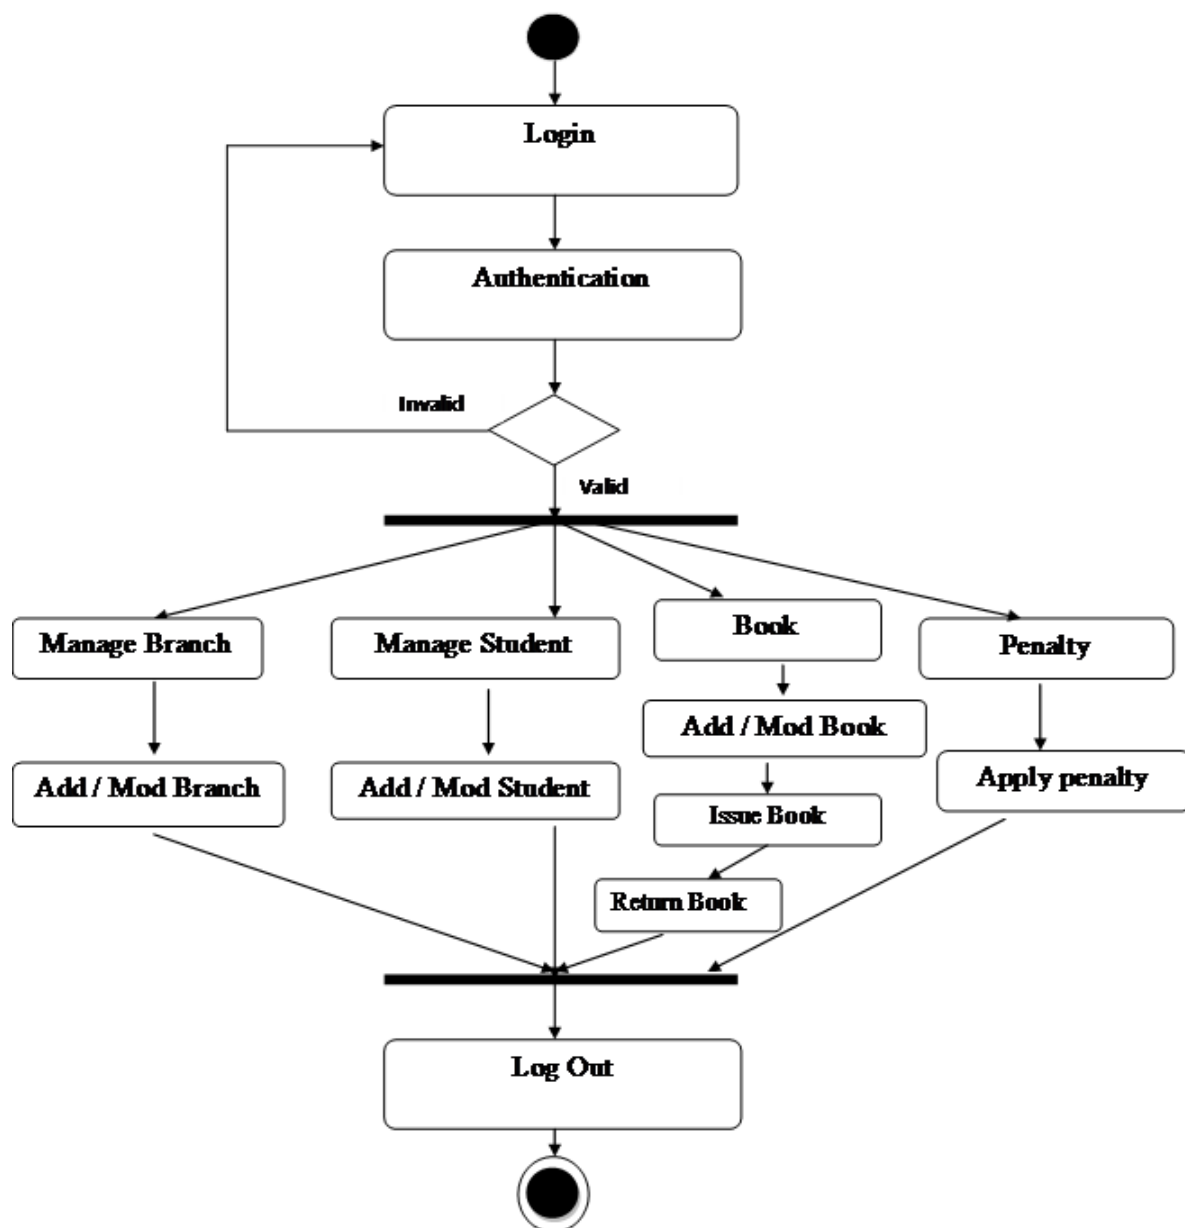 Login
Authentication
Invalid
Valid
Manage Branch
Manage Student
Book
Penalty
Add / Mod Branch
Add / Mod Student
Add / Mod Book
Apply penalty
Issue Book
Return Book
Log Out